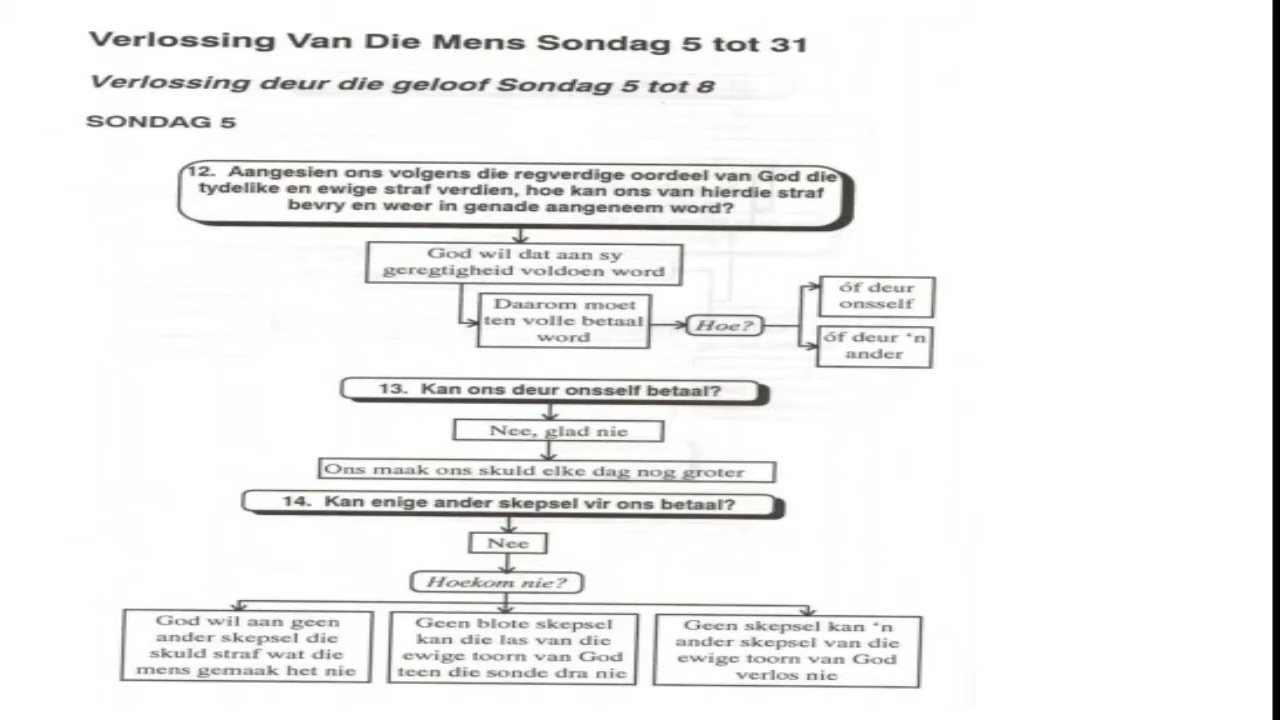 Verlossing Van Die Mens Sondag 5 tot 31
Verlossing deur die geloof Sondag 5 tot 8
SONDAG 5
12. Aangesien ons volgens die regverdige oordeel van God die
tydelike en ewige straf verdien, hoe kan ons van hierdie straf
bevry en weer in genade aangeneem word?
God wil dat aan sy
geregtigheid voldoen word
Daarom moet
ten volle betaal
word
Hoe?
óf deur
onsself
óf deur 'n
ander
13. Kan ons deur onsself betaal?
Nee, glad nie
Ons maak ons skuld elke dag nog groter
14. Kan enige ander skepsel vir ons betaal?
Nee
Hoekom nie?
God wil aan geen
ander skepsel die
skuld straf wat die
mens gemaak het nie
Geen blote skepsel
kan die las van die
ewige toorn van God
teen die sonde dra nie
Geen skepsel kan 'n
ander skepsel van die
ewige toorn van God
verlos nie